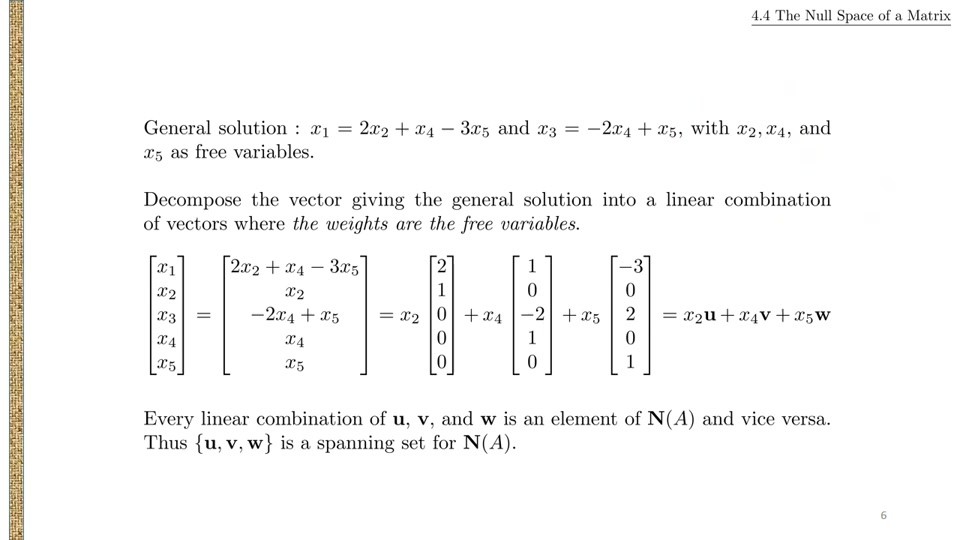 4.4 The Null Space of a Matrix
General solution : x₁ = 2x₂ + x₄ − 3x₅ and x₃ = −2x₄ + x₅, with x₂, x₄, and
x₅ as free variables.
Decompose the vector giving the general solution into a linear combination
of vectors where the weights are the free variables.
[x₁; x₂; x₃; x₄; x₅] = [2x₂ + x₄ − 3x₅; x₂; −2x₄ + x₅; x₄; x₅] = x₂ [2; 1; 0; 0; 0] + x₄ [1; 0; −2; 1; 0] + x₅ [−3; 0; 2; 0; 1] = x₂u + x₄v + x₅w
Every linear combination of u, v, and w is an element of N(A) and vice versa.
Thus {u, v, w} is a spanning set for N(A).
6